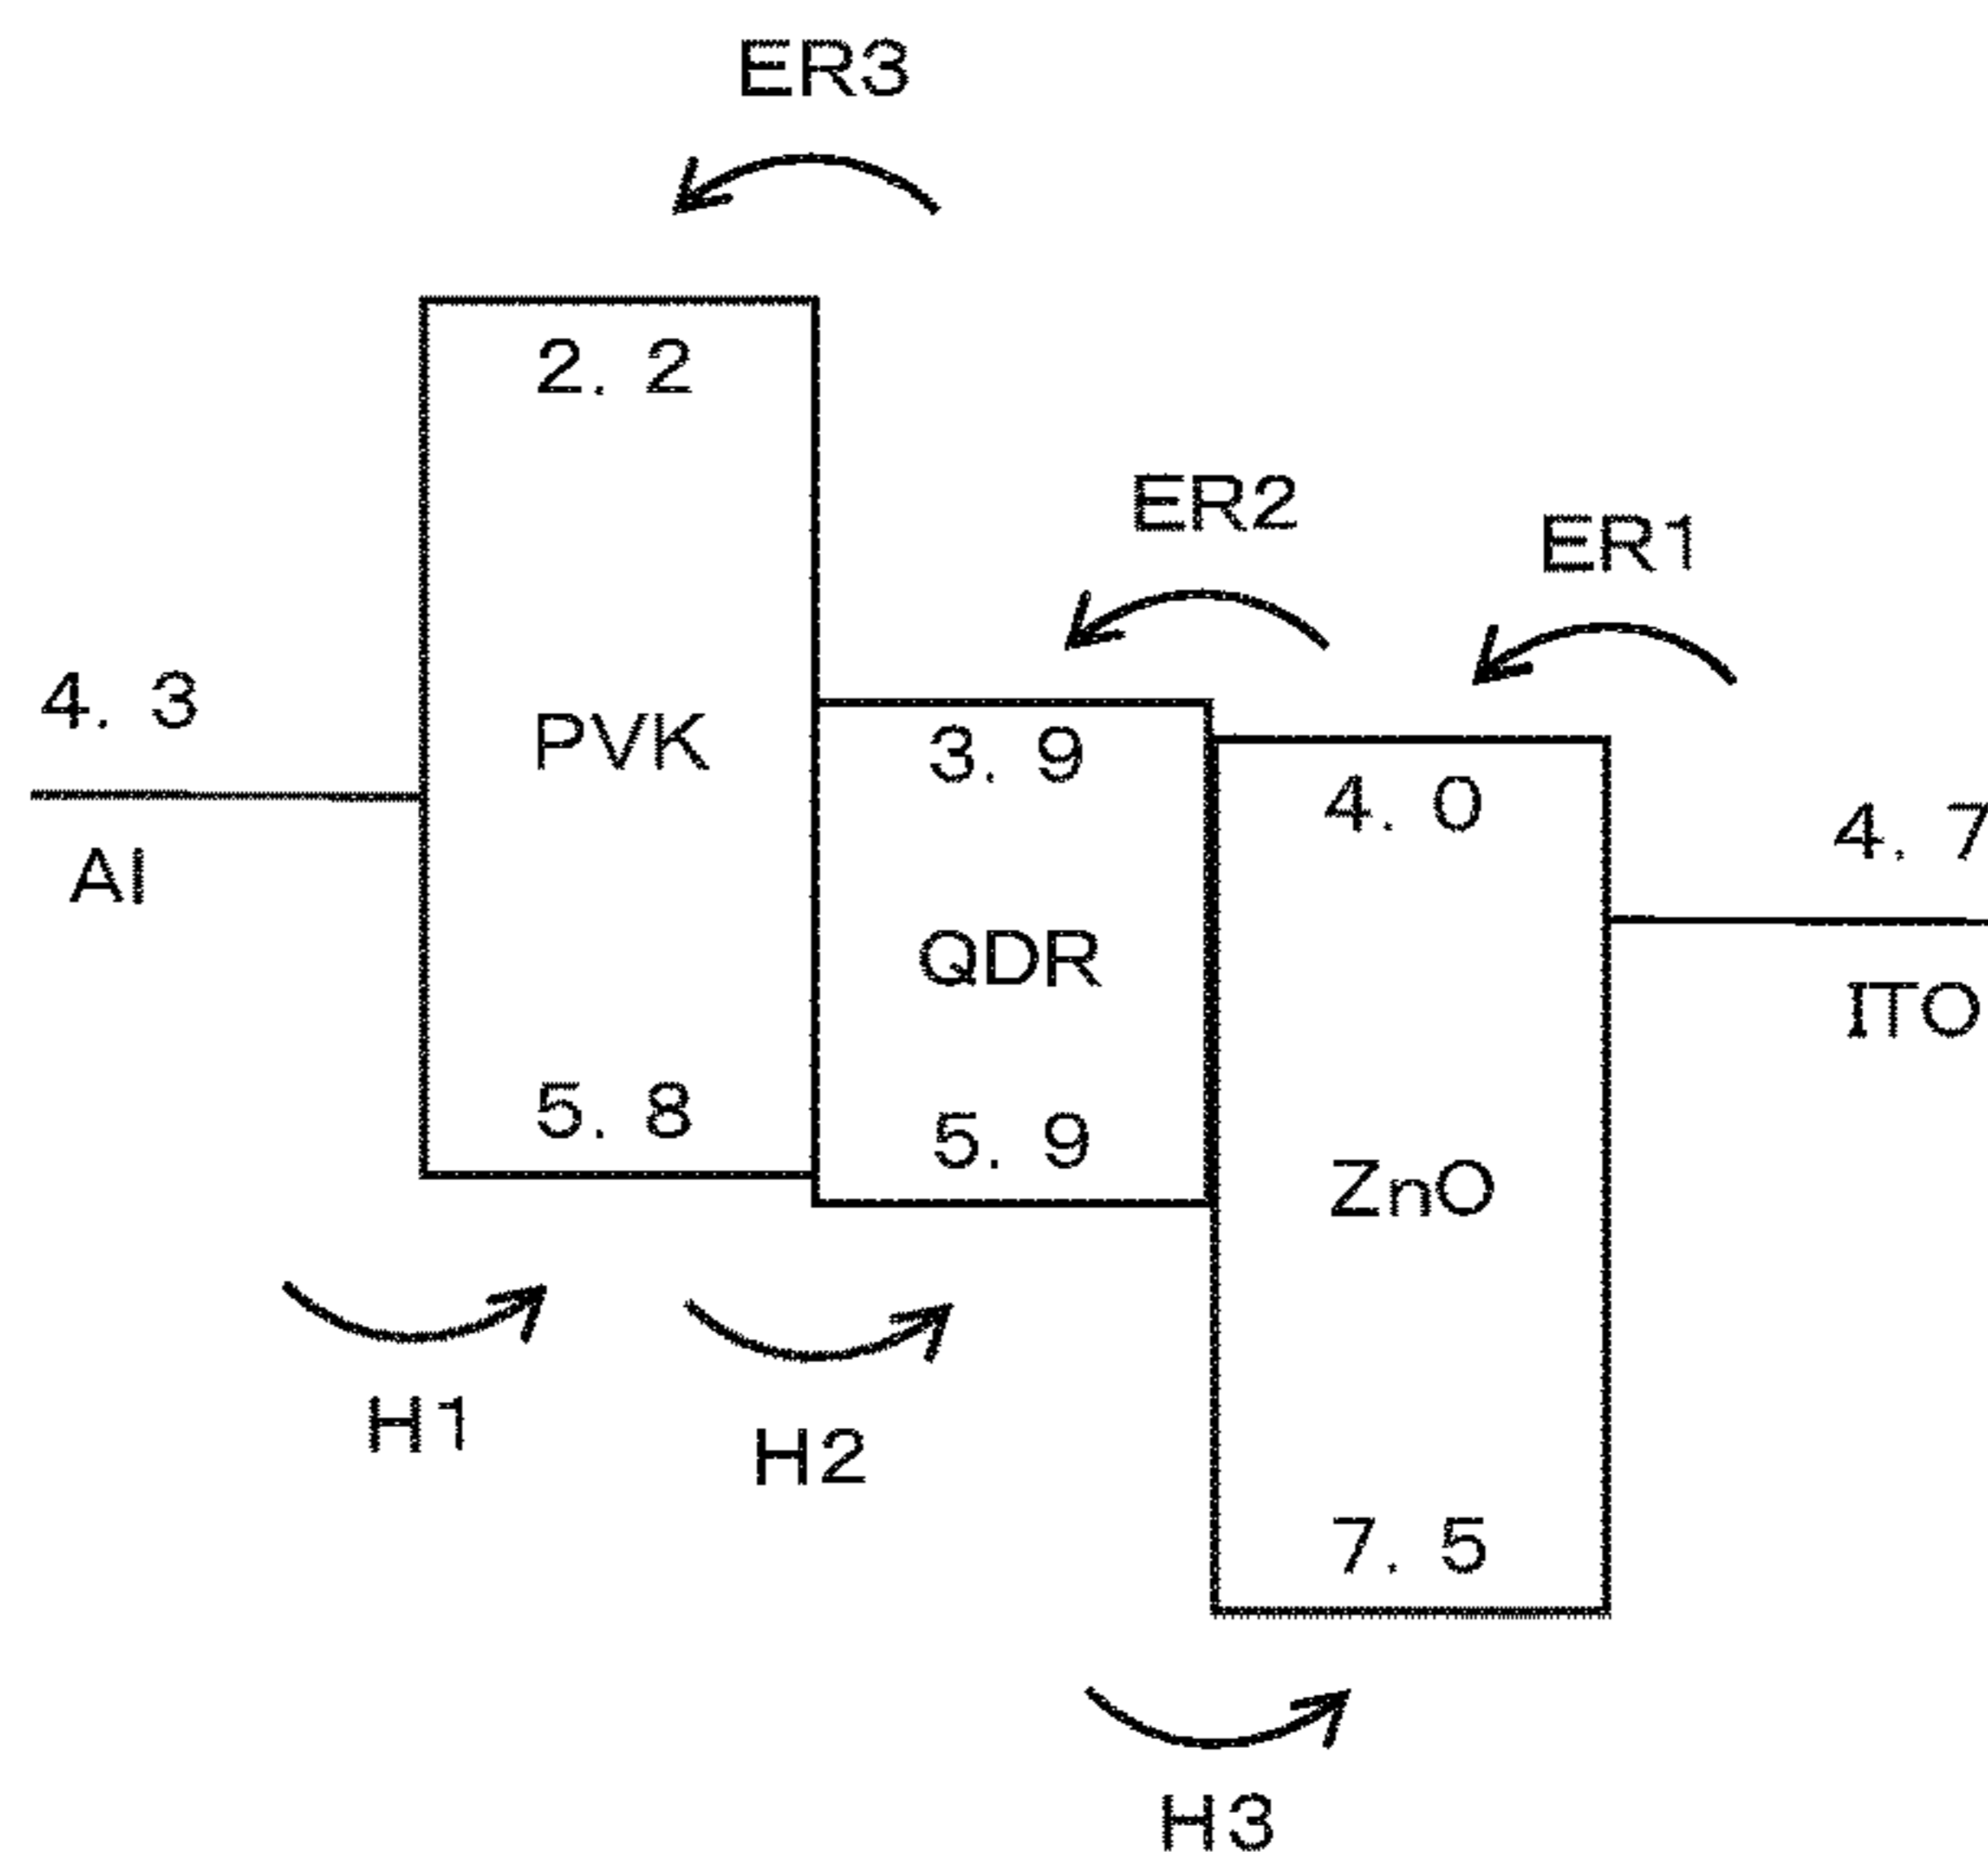 ER3
2. 2
ER2
ER1
4. 3
PVK
3. 9
4. 0
4. 7
Al
QDR
ITO
5. 8
5. 9
ZnO
H1
H2
7. 5
H3